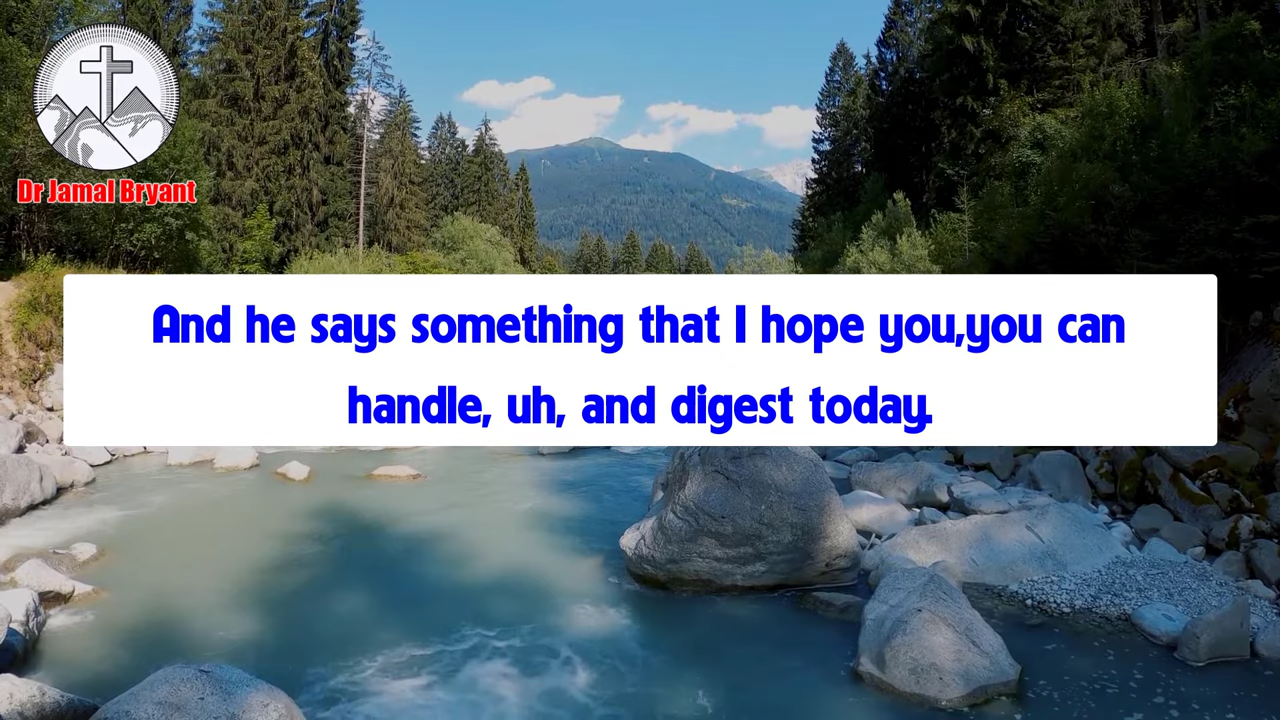 Dr Jamal Bryant
And he says something that I hope you,you can
handle, uh, and digest today.